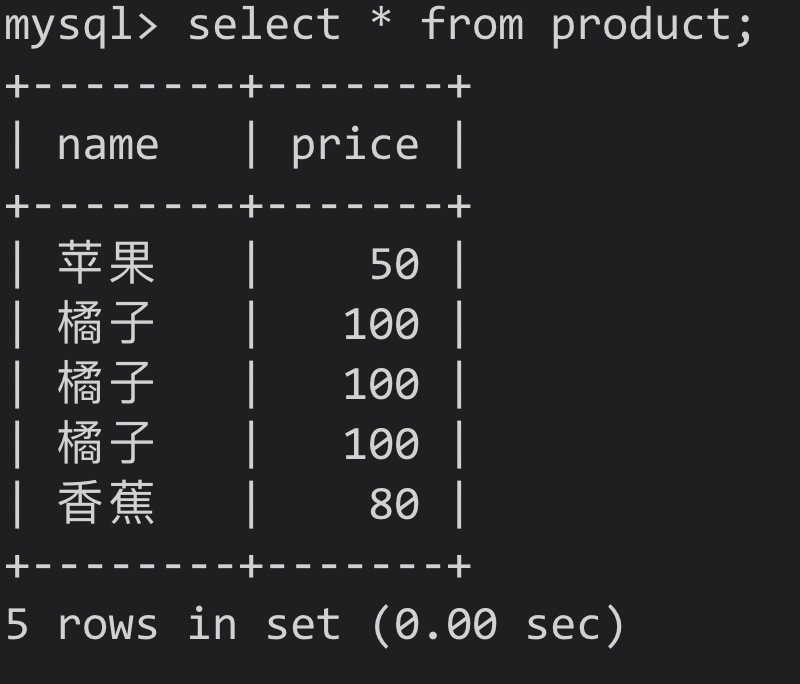 mysql> select * from product;
+--------+-------+
| name   | price |
+--------+-------+
| 苹果   |    50 |
| 橘子   |   100 |
| 橘子   |   100 |
| 橘子   |   100 |
| 香蕉   |    80 |
+--------+-------+
5 rows in set (0.00 sec)